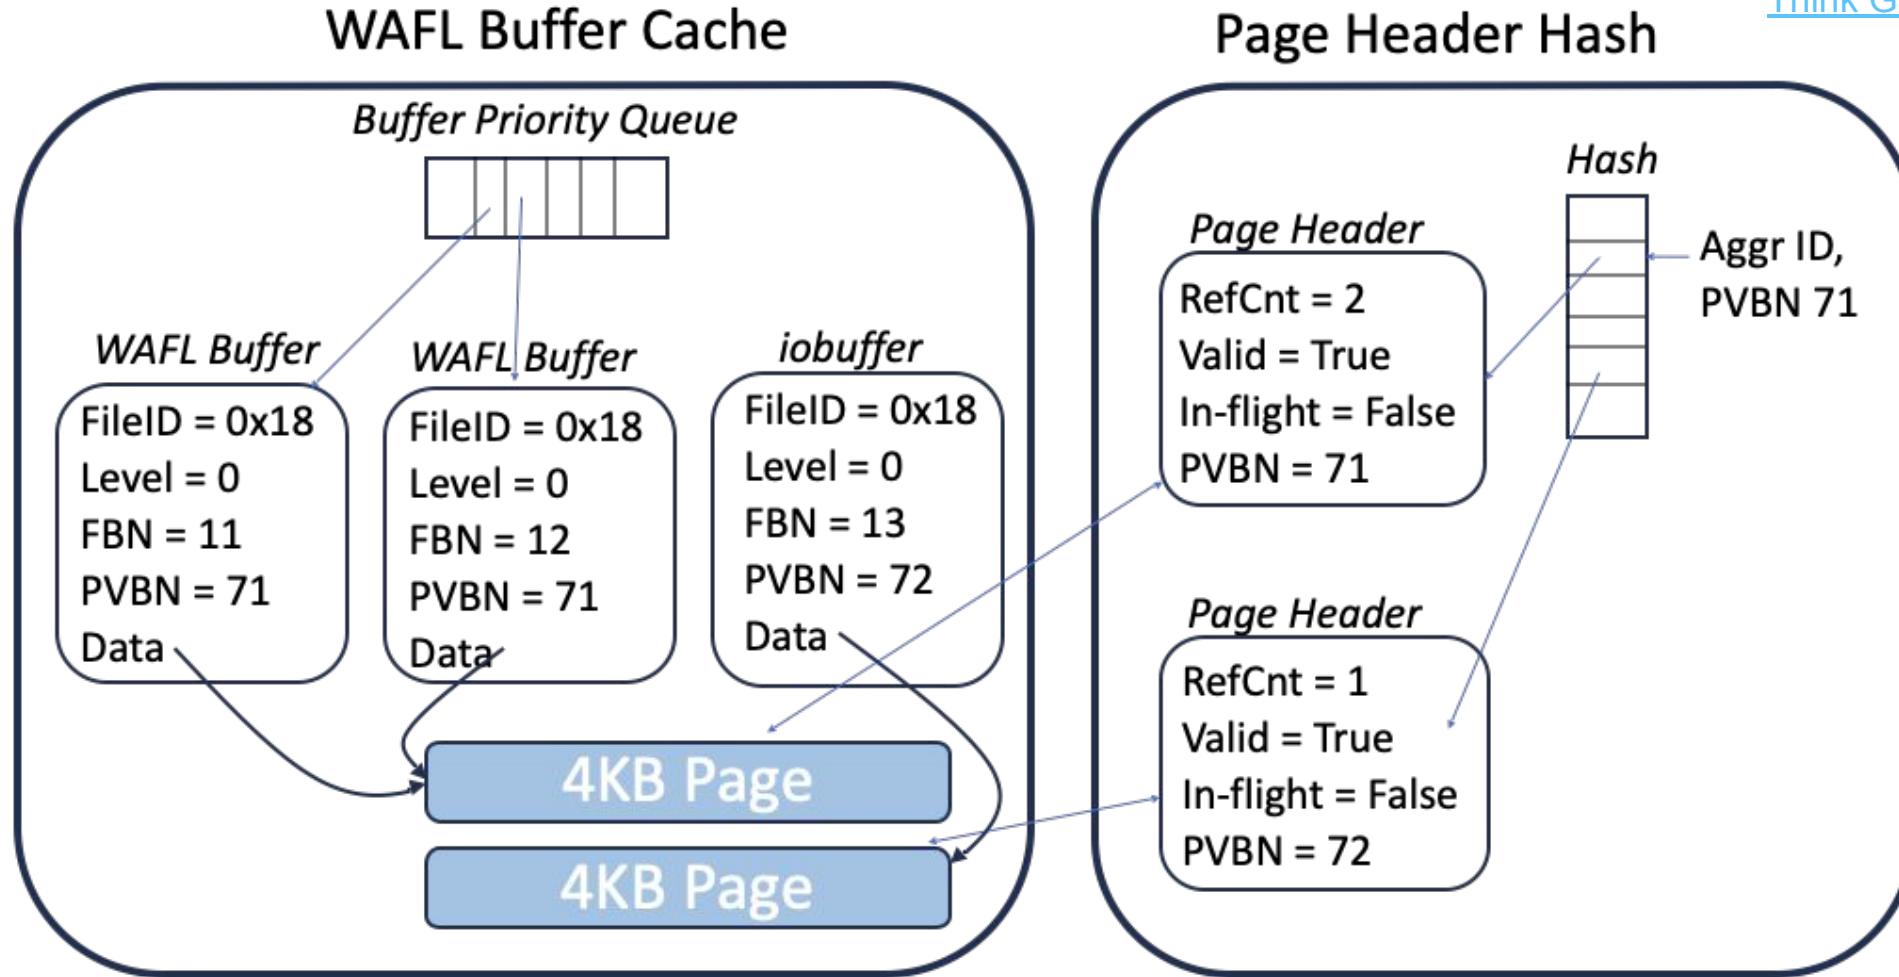 Think G
WAFL Buffer Cache
Buffer Priority Queue
WAFL Buffer
FileID = 0x18
Level = 0
FBN = 11
PVBN = 71
Data
WAFL Buffer
FileID = 0x18
Level = 0
FBN = 12
PVBN = 71
Data
iobuffer
FileID = 0x18
Level = 0
FBN = 13
PVBN = 72
Data
4KB Page
4KB Page
Page Header Hash
Hash
Aggr ID,
PVBN 71
Page Header
RefCnt = 2
Valid = True
In-flight = False
PVBN = 71
Page Header
RefCnt = 1
Valid = True
In-flight = False
PVBN = 72